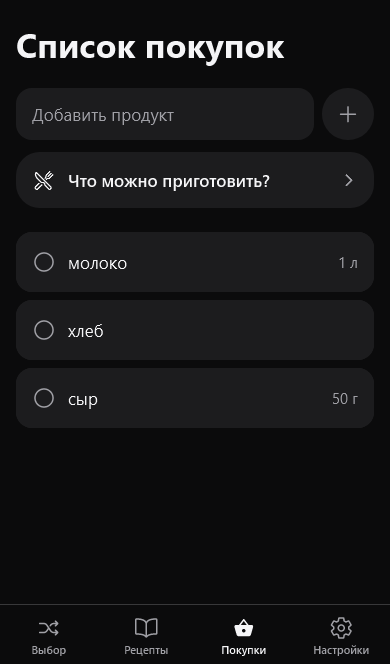 Список покупок
Добавить продукт
Что можно приготовить?
молоко 1 л
хлеб
сыр 50 г
Выбор Рецепты Покупки Настройки